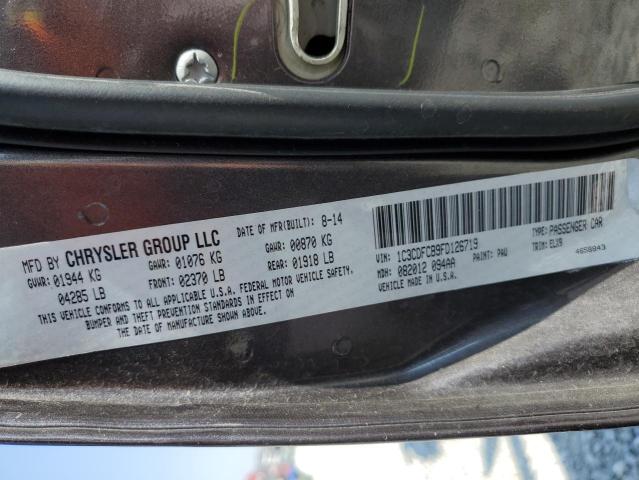 MFD BY CHRYSLER GROUP LLC
DATE OF MFR(BUILT): 8-14
GVWR: 01944 KG
04285 LB
GAWR: 01076 KG
FRONT: 02370 LB
GAWR: 00870 KG
REAR: 01918 LB
THIS VEHICLE CONFORMS TO ALL APPLICABLE U.S.A. FEDERAL MOTOR VEHICLE SAFETY,
BUMPER AND THEFT PREVENTION STANDARDS IN EFFECT ON
THE DATE OF MANUFACTURE SHOWN ABOVE.
VIN: 1C3CDFCB9FD126719
TYPE: PASSENGER CAR
MDH: 082012 094AA
PAINT: PAU
TRIM: ELX9
VEHICLE MADE IN U.S.A.
4658943